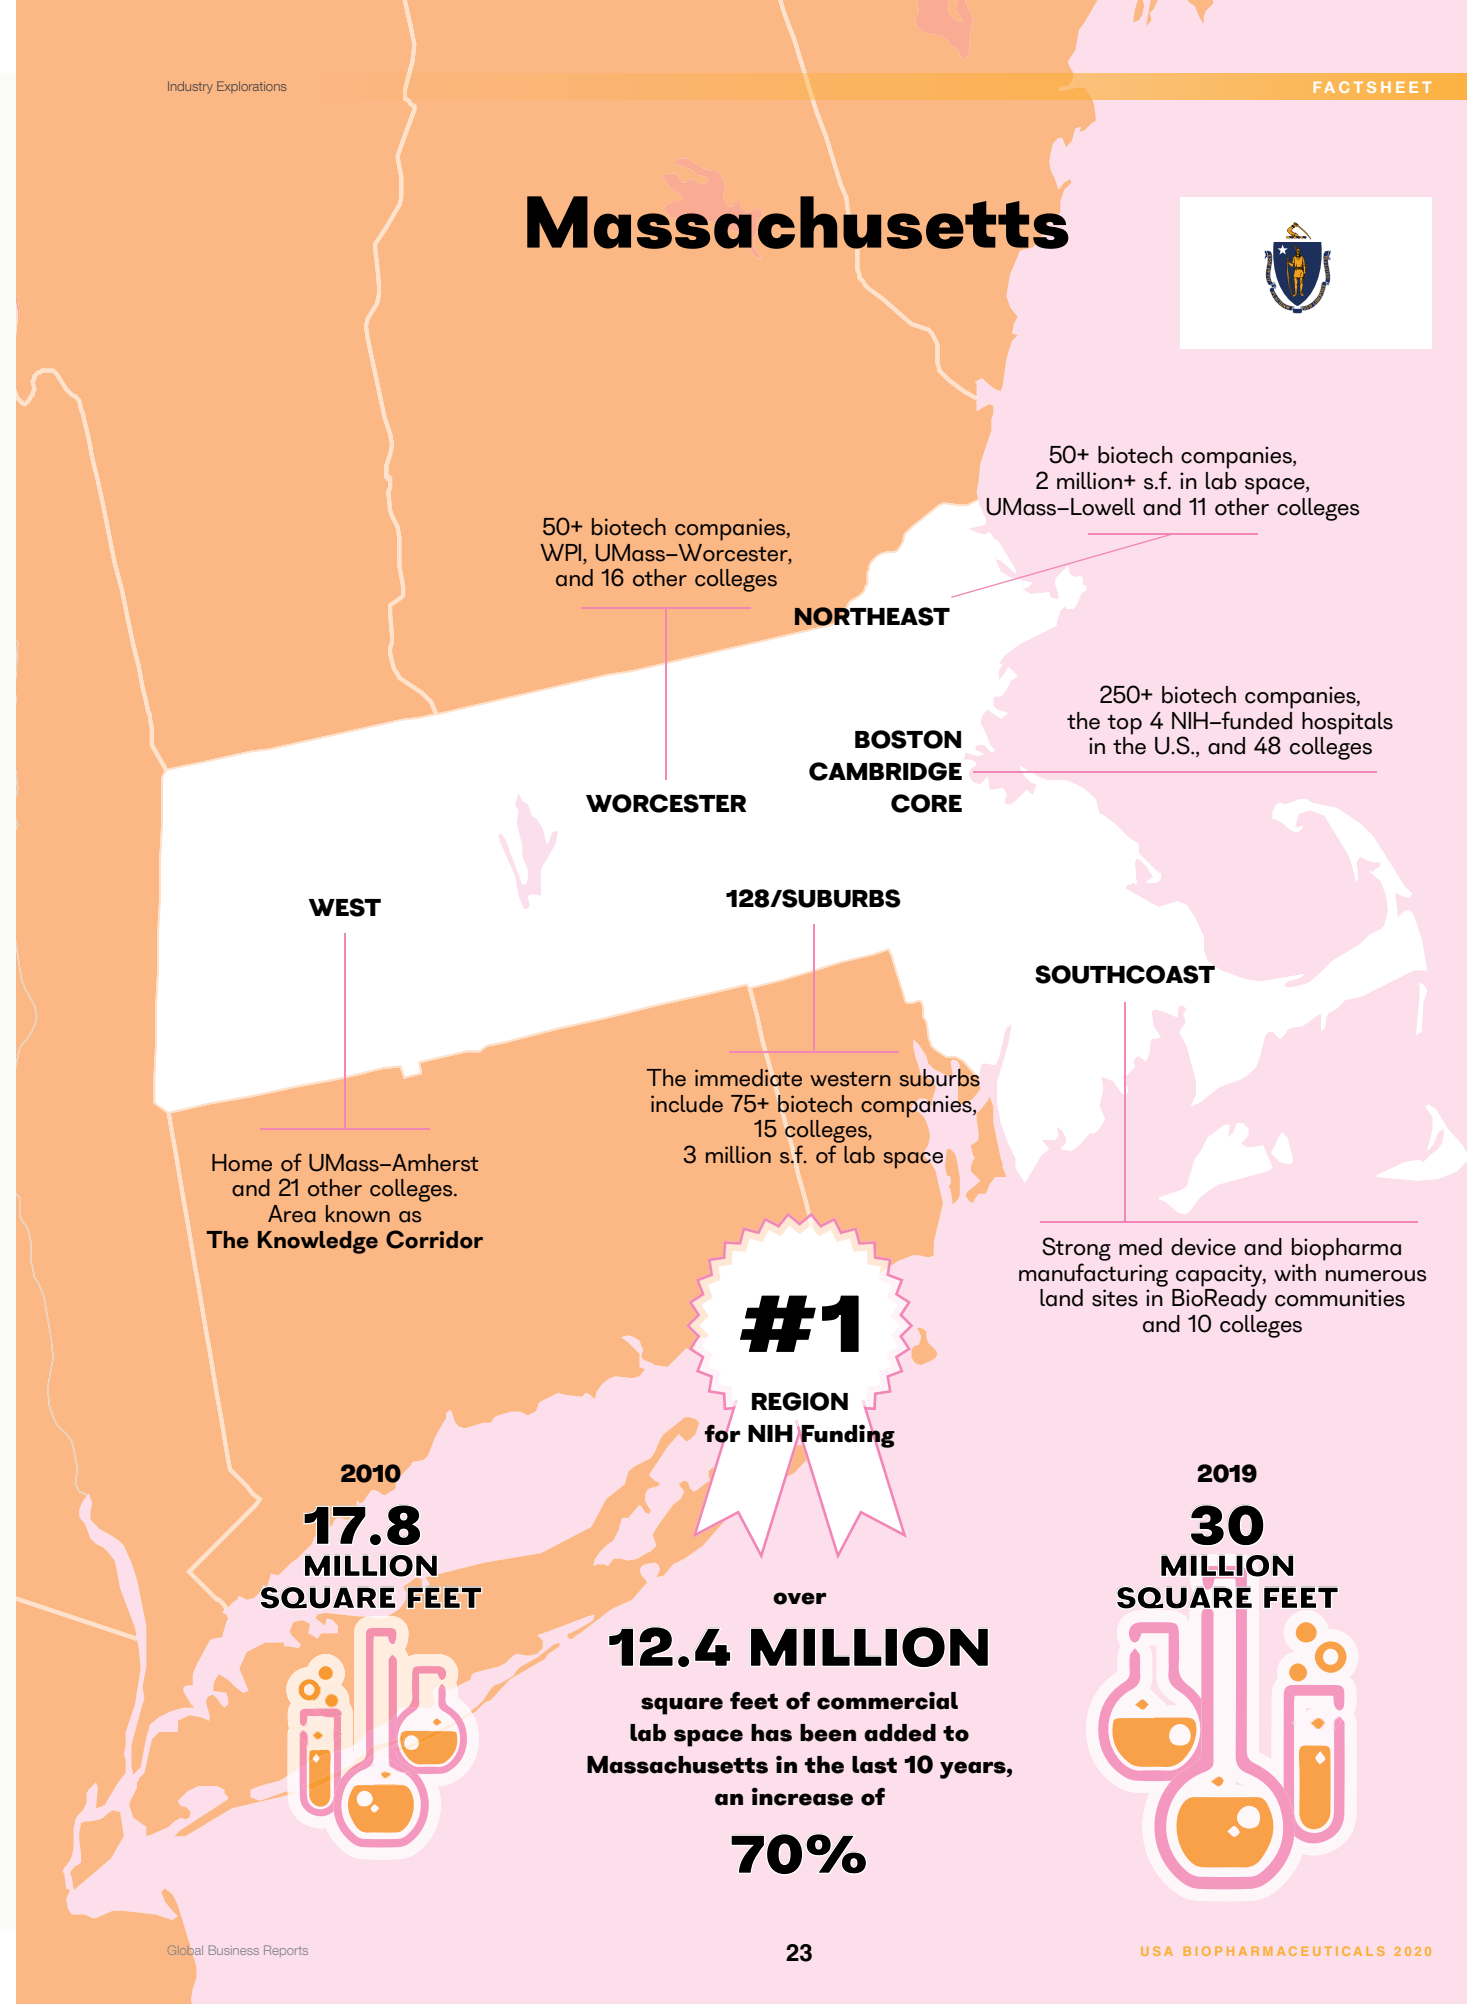 Industry Explorations
FACTSHEET
Massachusetts
50+ biotech companies,
2 million+ s.f. in lab space,
UMass–Lowell and 11 other colleges
50+ biotech companies,
WPI, UMass–Worcester,
and 16 other colleges
NORTHEAST
250+ biotech companies,
the top 4 NIH–funded hospitals
in the U.S., and 48 colleges
BOSTON
CAMBRIDGE
CORE
WORCESTER
WEST
128/SUBURBS
SOUTHCOAST
The immediate western suburbs
include 75+ biotech companies,
15 colleges,
3 million s.f. of lab space
Home of UMass–Amherst
and 21 other colleges.
Area known as
The Knowledge Corridor
Strong med device and biopharma
manufacturing capacity, with numerous
land sites in BioReady communities
and 10 colleges
#1
REGION
for NIH Funding
2010
17.8
MILLION
SQUARE FEET
2019
30
MILLION
SQUARE FEET
over
12.4 MILLION
square feet of commercial
lab space has been added to
Massachusetts in the last 10 years,
an increase of
70%
Global Business Reports
23
USA BIOPHARMACEUTICALS 2020